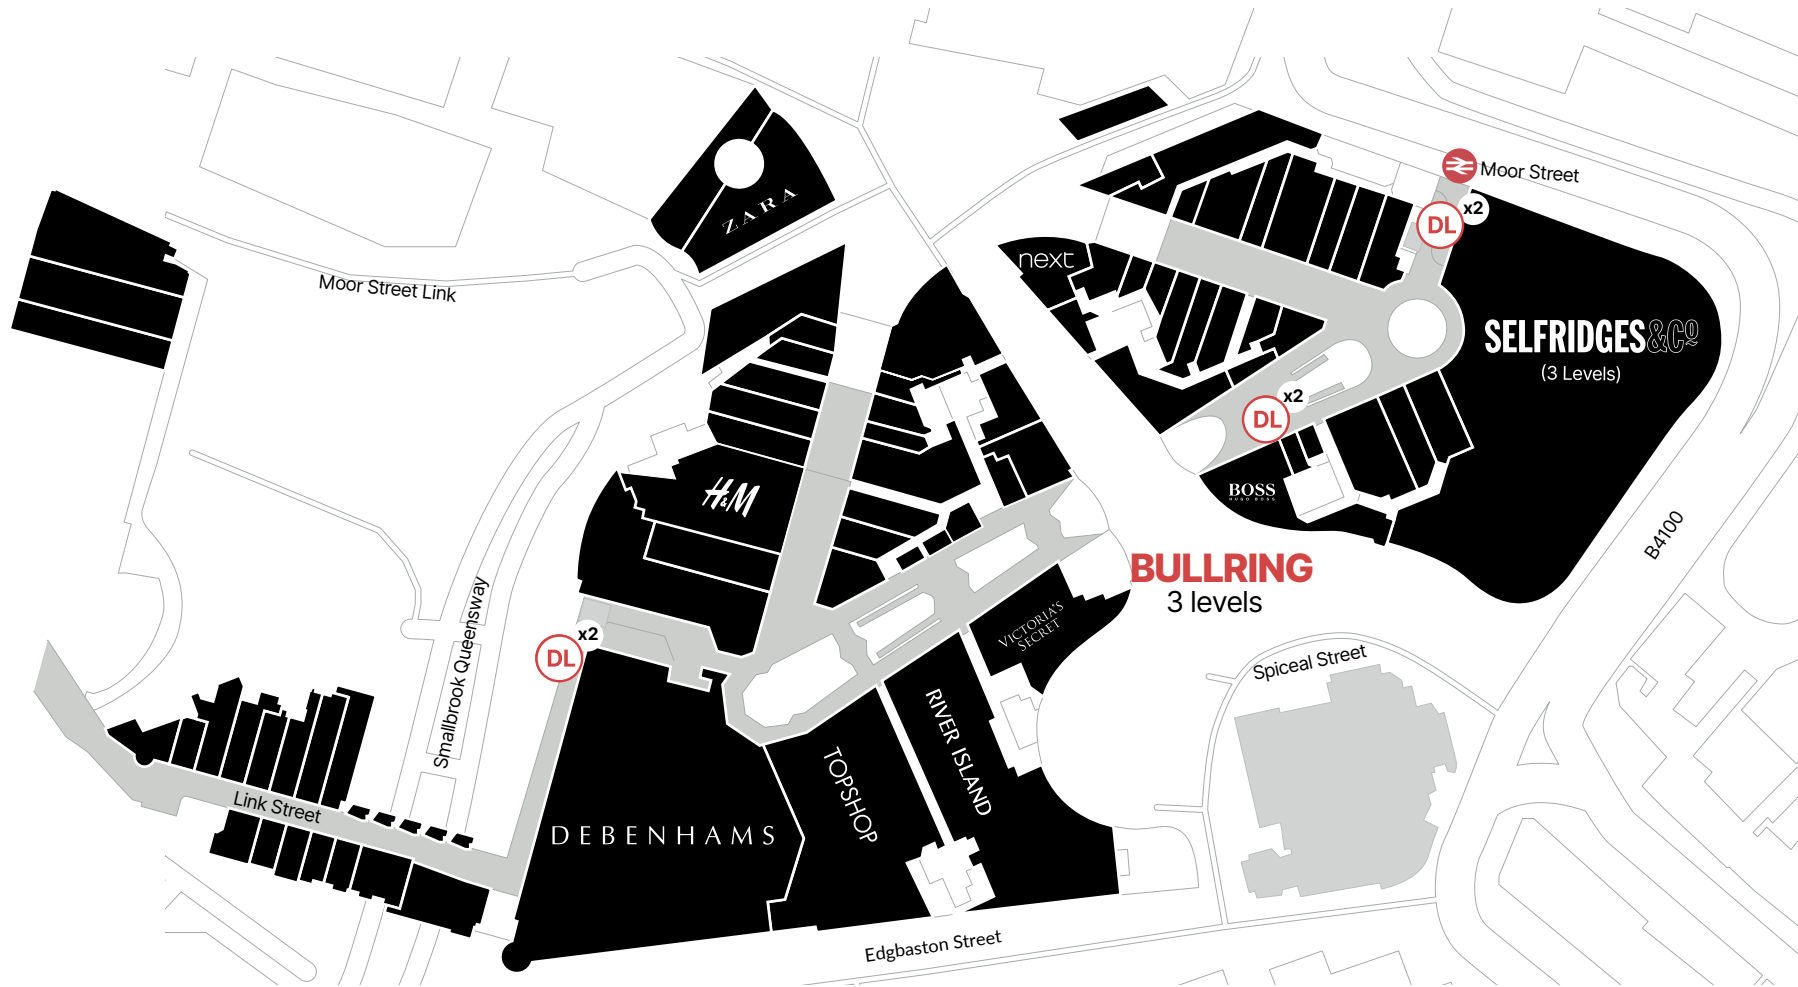 ZARA
Moor Street
DL
x2
next
Moor Street Link
SELFRIDGES&CO
(3 Levels)
DL
x2
H&M
BOSS
HUGO BOSS
B4100
BULLRING
3 levels
VICTORIA'S
SECRET
DL
x2
Smallbrook Queensway
Spiceal Street
RIVER ISLAND
TOPSHOP
Link Street
DEBENHAMS
Edgbaston Street